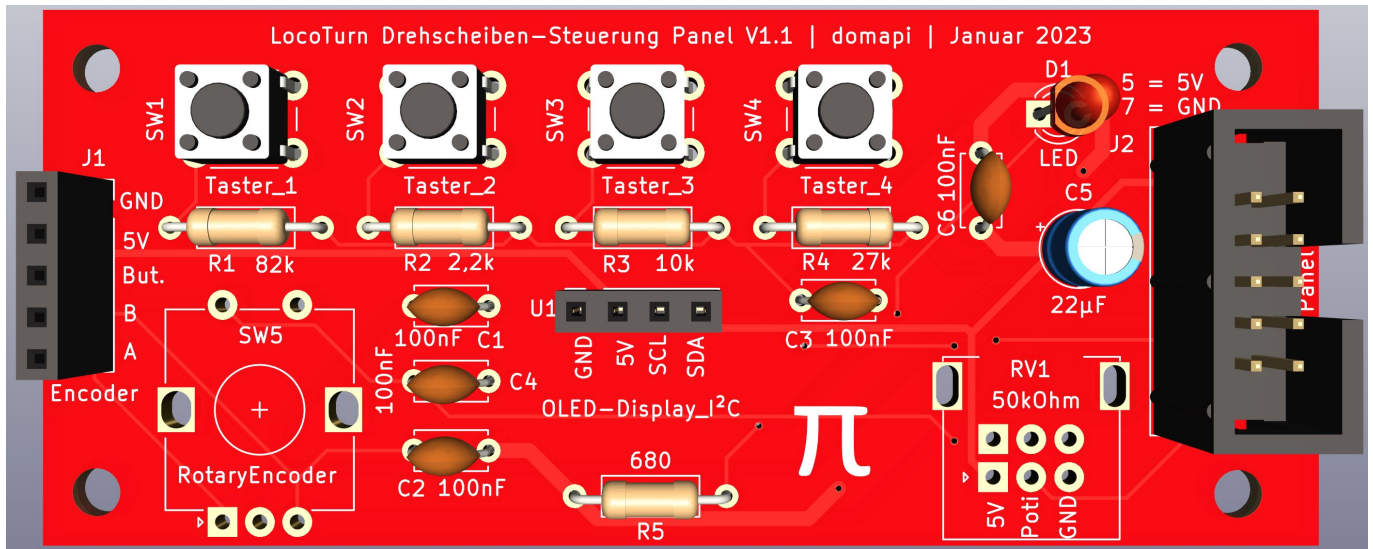 LocoTurn Drehscheiben-Steuerung Panel V1.1 | domapi | Januar 2023
D1
5 = 5V
7 = GND
LED
J2
SW1
SW2
SW3
SW4
Taster_1
Taster_2
Taster_3
Taster_4
J1
GND
5V
But.
B
A
Encoder
R1 82k
R2 2,2k
R3 10k
R4 27k
C6 100nF
C5
+
22µF
Panel
SW5
RotaryEncoder
100nF C1
100nF
C4
C2 100nF
U1
GND
5V
SCL
SDA
OLED-Display_I²C
C3 100nF
680
R5
π
RV1
50kOhm
5V
Poti
GND